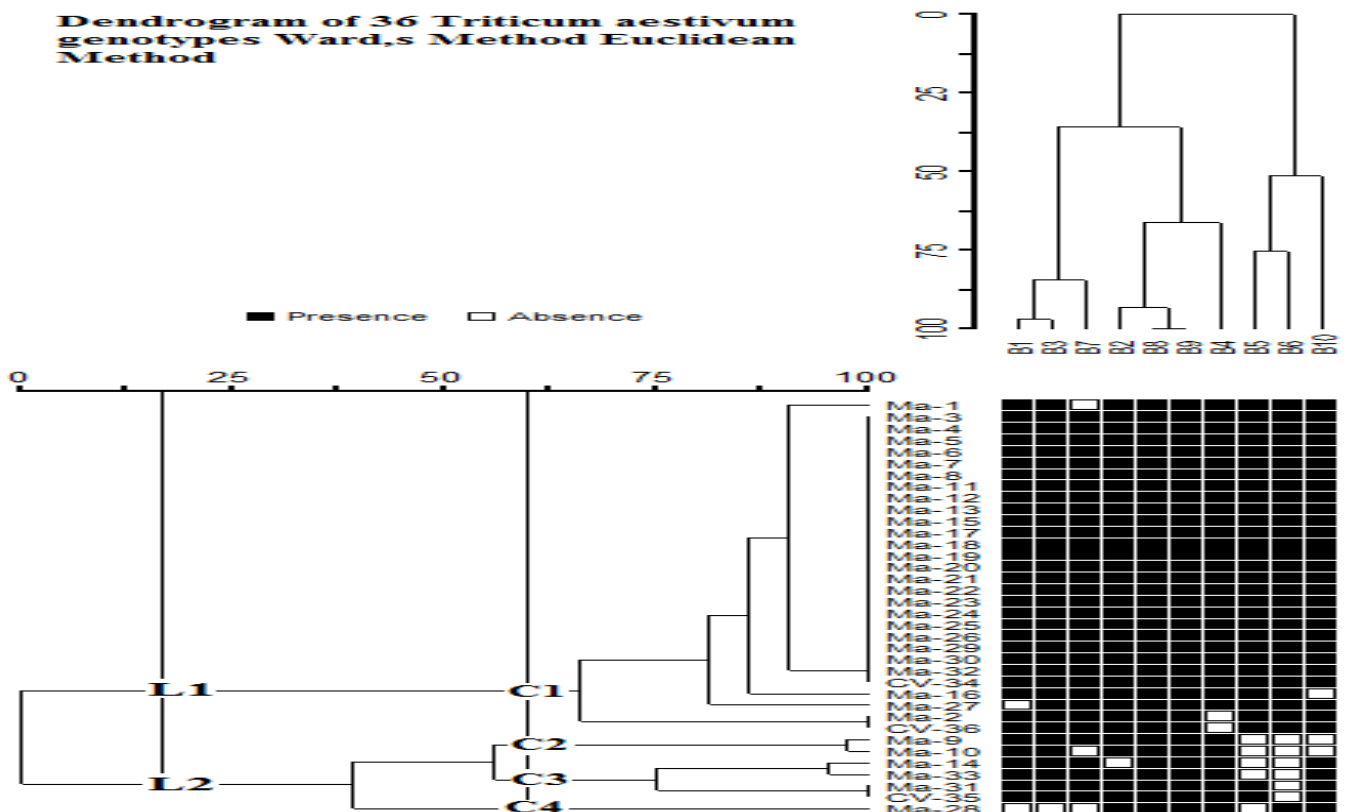 Dendrogram of 36 Triticum aestivum
genotypes Ward,s Method Euclidean
Method
0
25
50
75
100
Presence Absence
B1 B3 B7 B2 B8 B9 B4 B5 B6 B10
0 25 50 75 100
Ma-1
Ma-3
Ma-4
Ma-5
Ma-6
Ma-7
Ma-8
Ma-11
Ma-12
Ma-13
Ma-15
Ma-17
Ma-18
Ma-19
Ma-20
Ma-21
Ma-22
Ma-23
Ma-24
Ma-25
Ma-26
Ma-29
Ma-30
Ma-32
CV-34
L1 C1
Ma-16
Ma-27
Ma-2
CV-36
C2
Ma-9
Ma-10
Ma-14
L2 C3
Ma-33
Ma-31
CV-35
C4
Ma-28